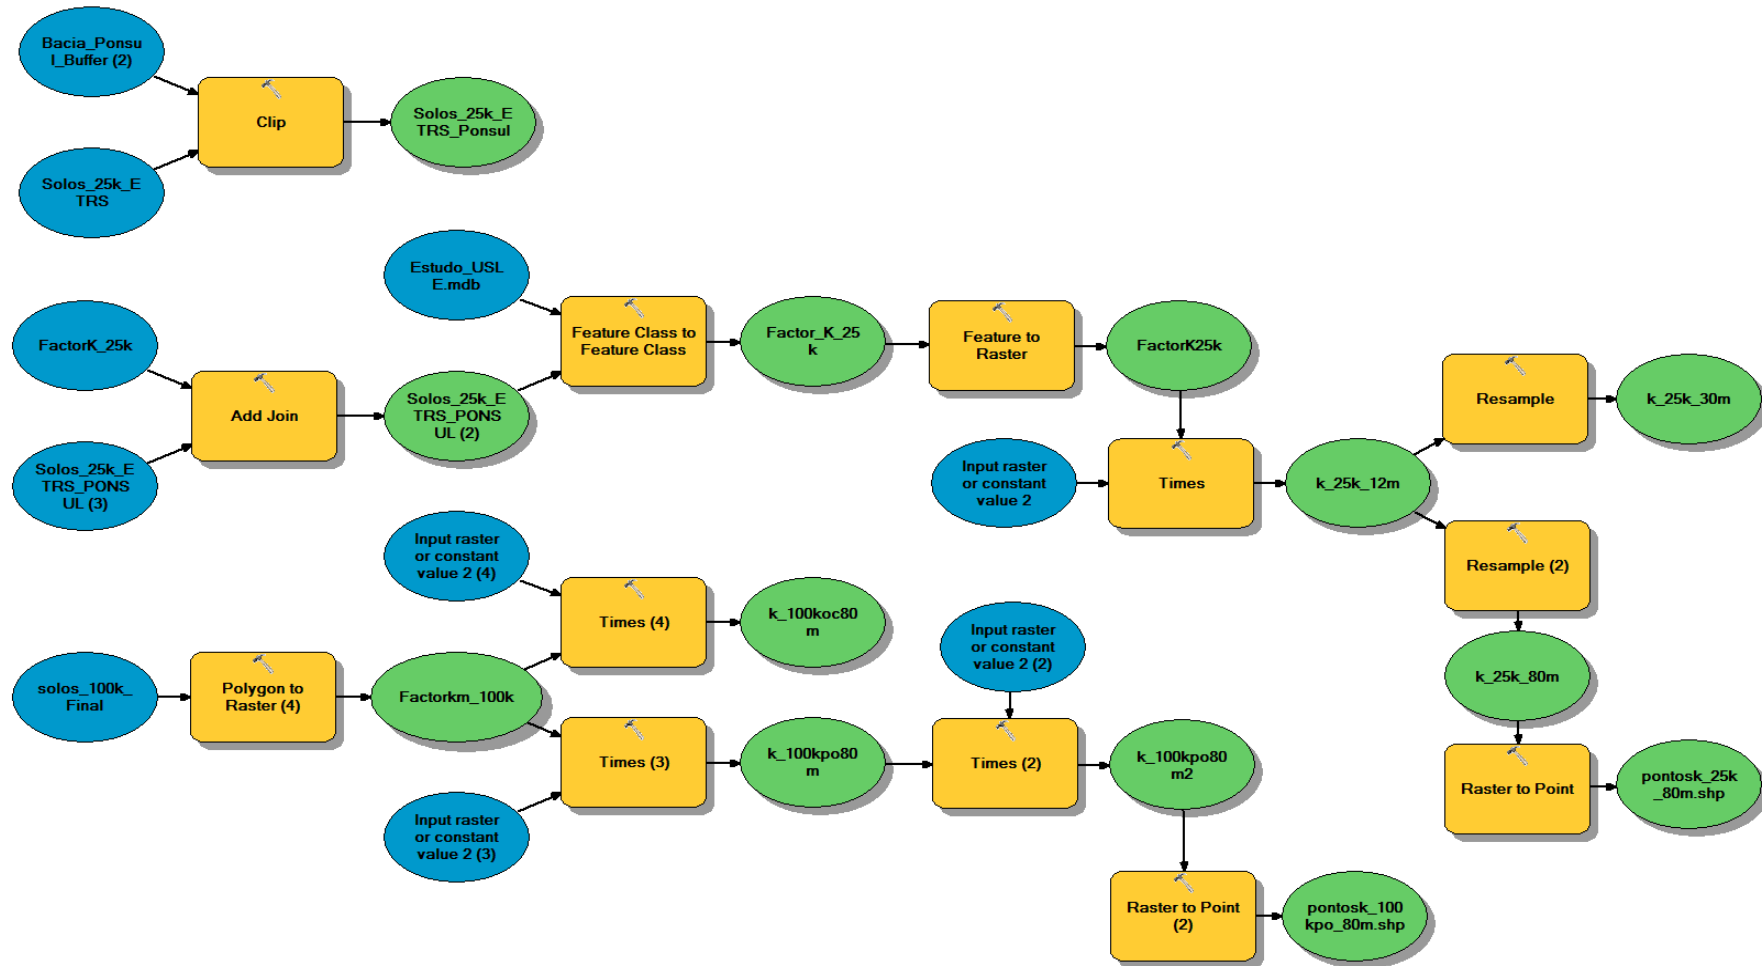 Bacia_Ponsu
l_Buffer (2)
Clip
Solos_25k_E
TRS_Ponsul
Solos_25k_E
TRS
Estudo_USL
E.mdb
FactorK_25k
Feature Class to
Feature Class
Factor_K_25
k
Feature to
Raster
FactorK25k
Add Join
Solos_25k_E
TRS_PONS
UL (2)
Solos_25k_E
TRS_PONS
UL (3)
Resample
k_25k_30m
Input raster
or constant
value 2
Times
k_25k_12m
Resample (2)
Input raster
or constant
value 2 (4)
Times (4)
k_100koc80
m
Input raster
or constant
value 2 (2)
k_25k_80m
solos_100k_
Final
Polygon to
Raster (4)
Factorkm_100k
Times (3)
k_100kpo80
m
Times (2)
k_100kpo80
m2
Raster to Point
pontosk_25k
_80m.shp
Input raster
or constant
value 2 (3)
Raster to Point
(2)
pontosk_100
kpo_80m.shp